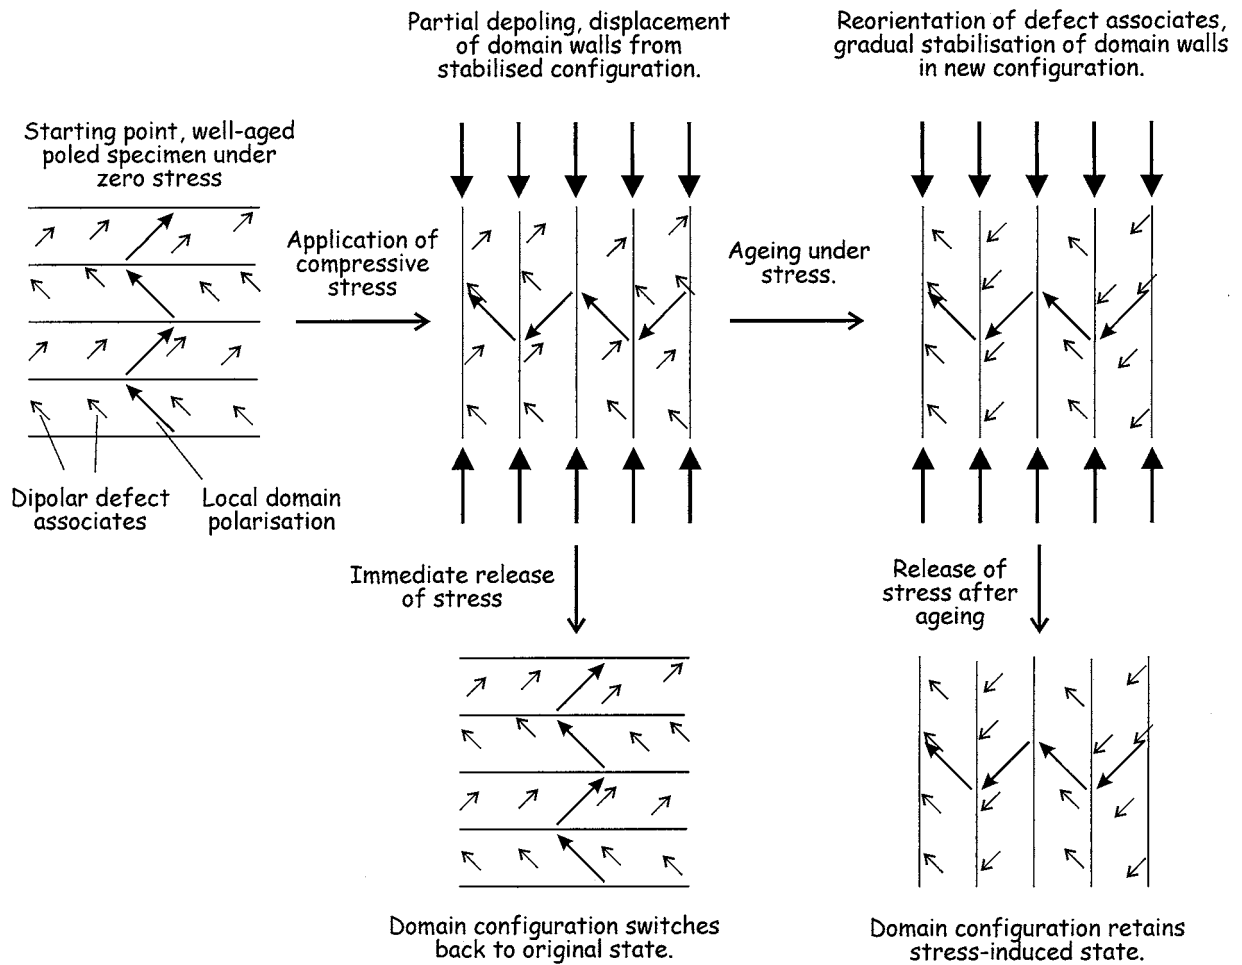 Partial depoling, displacement
of domain walls from
stabilised configuration.
Reorientation of defect associates,
gradual stabilisation of domain walls
in new configuration.
Starting point, well-aged
poled specimen under
zero stress
Application of
compressive
stress
Ageing under
stress.
Dipolar defect
associates
Local domain
polarisation
Immediate release
of stress
Release of
stress after
ageing
Domain configuration switches
back to original state.
Domain configuration retains
stress-induced state.